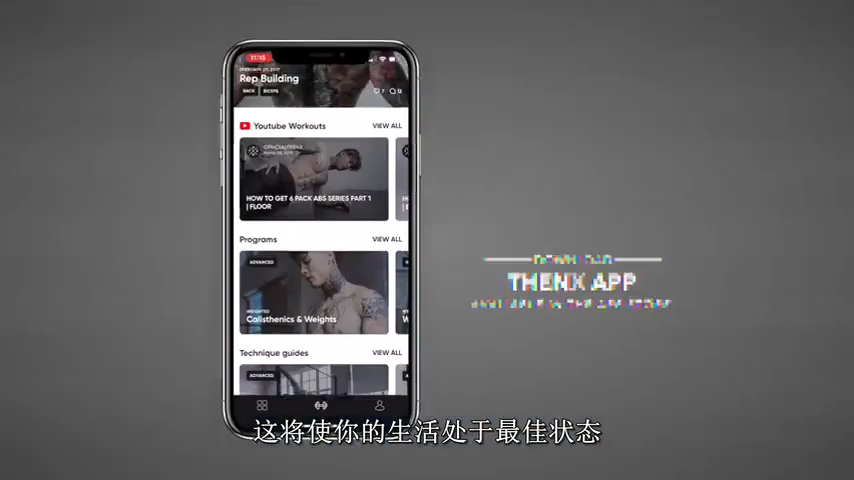 11:15
Rep Building
BACK
BICEPS
Youtube Workouts
VIEW ALL
HOW TO GET 6 PACK ABS SERIES PART 1
| FLOOR
Programs
VIEW ALL
ADVANCED
WEIGHTED
Calisthenics & Weights
Technique guides
VIEW ALL
ADVANCED
DOWNLOAD
THENX APP
这将使你的生活处于最佳状态